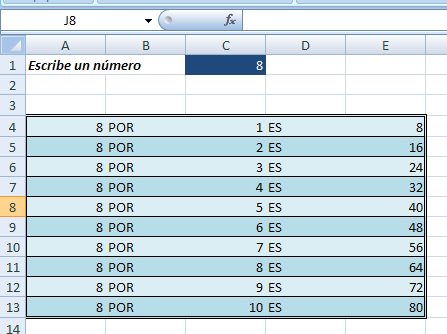 J8 fx
A B C D E
1 Escribe un número 8
2
3
4 8 POR 1 ES 8
5 8 POR 2 ES 16
6 8 POR 3 ES 24
7 8 POR 4 ES 32
8 8 POR 5 ES 40
9 8 POR 6 ES 48
10 8 POR 7 ES 56
11 8 POR 8 ES 64
12 8 POR 9 ES 72
13 8 POR 10 ES 80
14